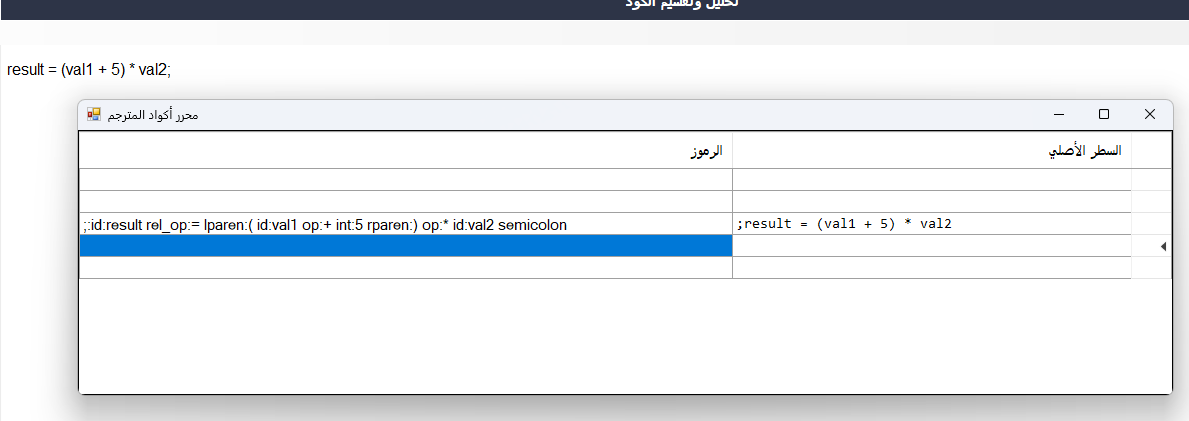 تحليل وتقسيم الكود
result = (val1 + 5) * val2;
محرر أكواد المترجم
السطر الأصلي
الرموز
;result = (val1 + 5) * val2
;:id:result rel_op:= lparen:( id:val1 op:+ int:5 rparen:) op:* id:val2 semicolon